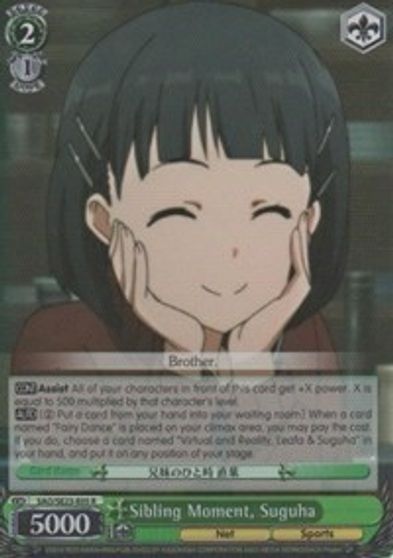 2
1
Brother.
CONT Assist All of your characters in front of this card get +X power. X is
equal to 500 multiplied by that character's level.
AUTO [② Put a card from your hand into your waiting room] When a card
named "Fairy Dance" is placed on your climax area, you may pay the
cost. If you do, choose a card named "Virtual and Reality, Leafa & Suguha" in
your hand, and put it on any position of your stage.
Card Name
兄妹のひと時 直葉
5000
Sibling Moment, Suguha
Net
Sports